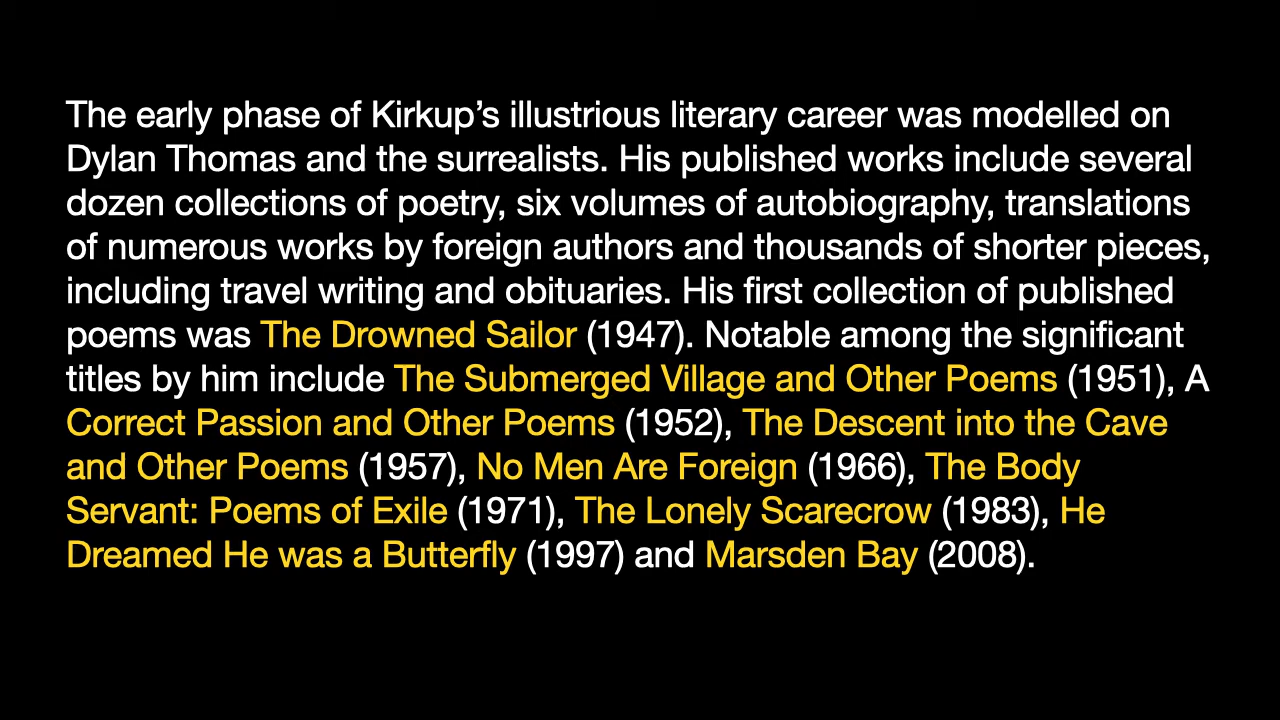 The early phase of Kirkup’s illustrious literary career was modelled on
Dylan Thomas and the surrealists. His published works include several
dozen collections of poetry, six volumes of autobiography, translations
of numerous works by foreign authors and thousands of shorter pieces,
including travel writing and obituaries. His first collection of published
poems was The Drowned Sailor (1947). Notable among the significant
titles by him include The Submerged Village and Other Poems (1951), A
Correct Passion and Other Poems (1952), The Descent into the Cave
and Other Poems (1957), No Men Are Foreign (1966), The Body
Servant: Poems of Exile (1971), The Lonely Scarecrow (1983), He
Dreamed He was a Butterfly (1997) and Marsden Bay (2008).